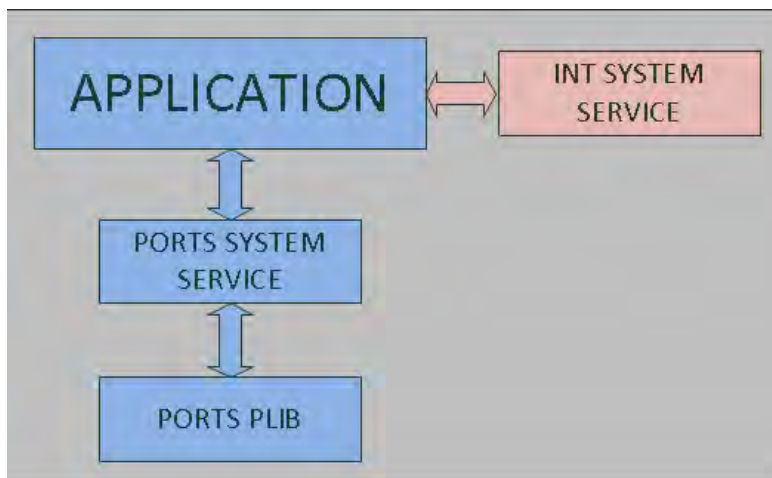 APPLICATION
INT SYSTEM
SERVICE
PORTS SYSTEM
SERVICE
PORTS PLIB